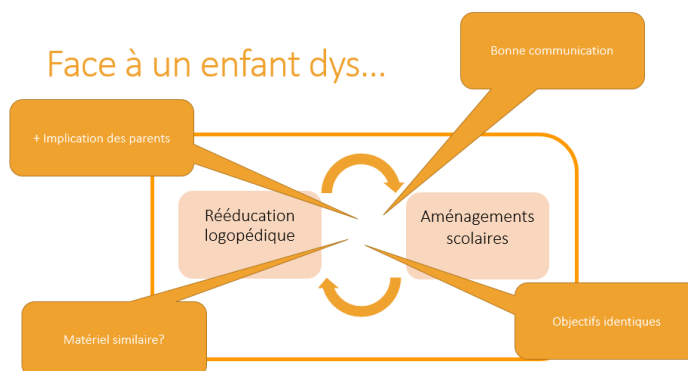 Face à un enfant dys...
Bonne communication
+ Implication des parents
Rééducation
logopédique
Aménagements
scolaires
Matériel similaire?
Objectifs identiques